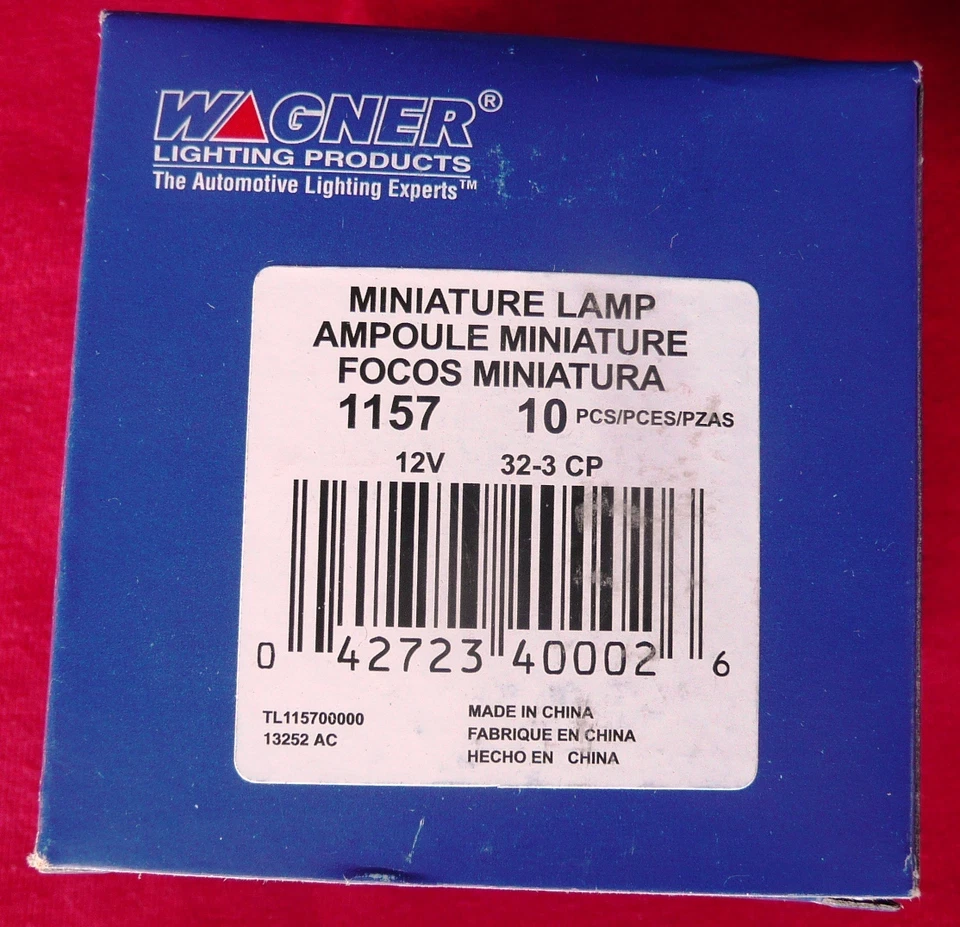 WAGNER®
LIGHTING PRODUCTS
The Automotive Lighting Experts™
MINIATURE LAMP
AMPOULE MINIATURE
FOCOS MINIATURA
1157 10 PCS/PCES/PZAS
12V 32-3 CP
0 42723 40002 6
TL115700000
13252 AC
MADE IN CHINA
FABRIQUE EN CHINA
HECHO EN CHINA